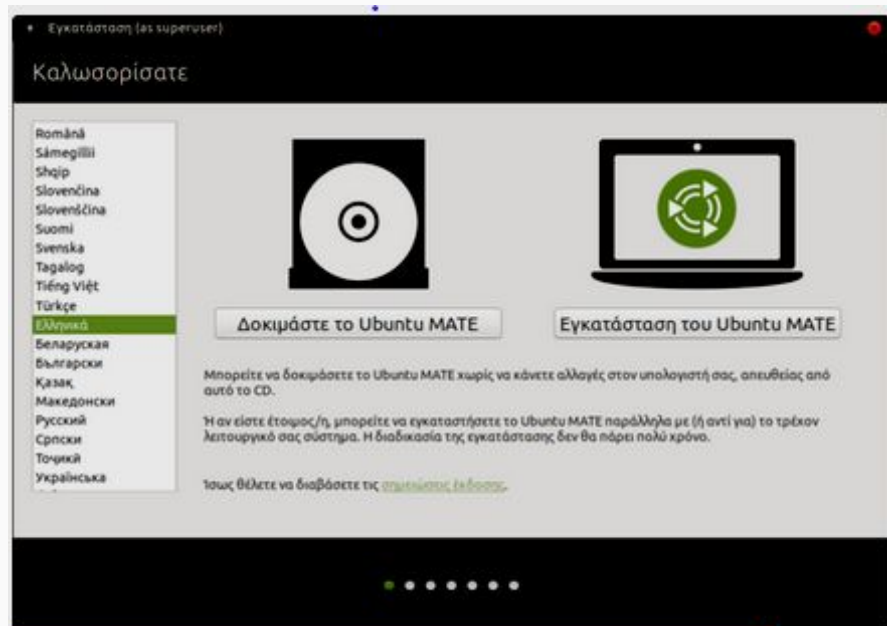 Εγκατάσταση (as superuser)
Καλωσορίσατε
Română
Sámegillii
Shqip
Slovenčina
Slovenščina
Suomi
Svenska
Tagalog
Tiếng Việt
Türkçe
Ελληνικά
Беларуская
Български
Қазақ
Македонски
Русский
Српски
Тоҷикӣ
Українська
Δοκιμάστε το Ubuntu MATE
Εγκατάσταση του Ubuntu MATE
Μπορείτε να δοκιμάσετε το Ubuntu MATE χωρίς να κάνετε αλλαγές στον υπολογιστή σας, απευθείας από
αυτό το CD.
Ή αν είστε έτοιμος/η, μπορείτε να εγκαταστήσετε το Ubuntu MATE παράλληλα με (ή αντί για) το τρέχον
λειτουργικό σας σύστημα. Η διαδικασία της εγκατάστασης δεν θα πάρει πολύ χρόνο.
Ίσως θέλετε να διαβάσετε τις σημειώσεις έκδοσης.